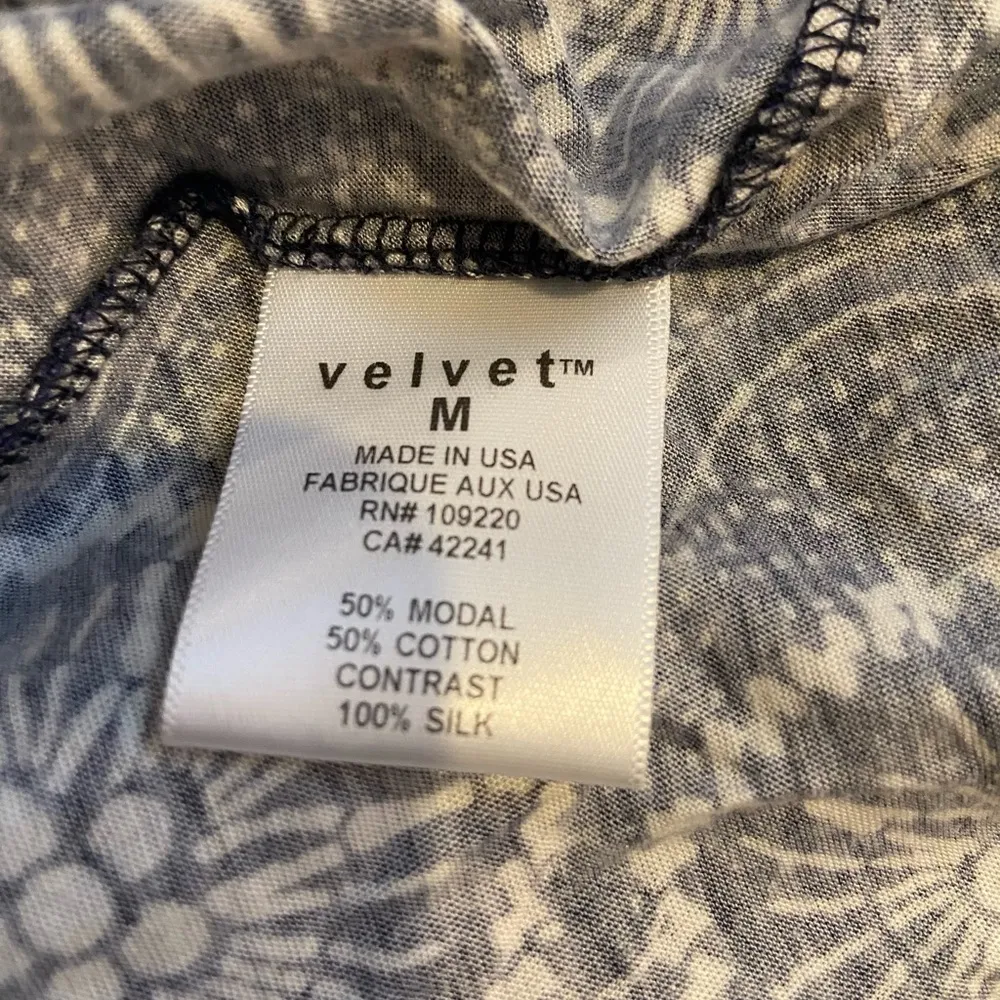 velvet™
M
MADE IN USA
FABRIQUE AUX USA
RN# 109220
CA# 42241
50% MODAL
50% COTTON
CONTRAST
100% SILK